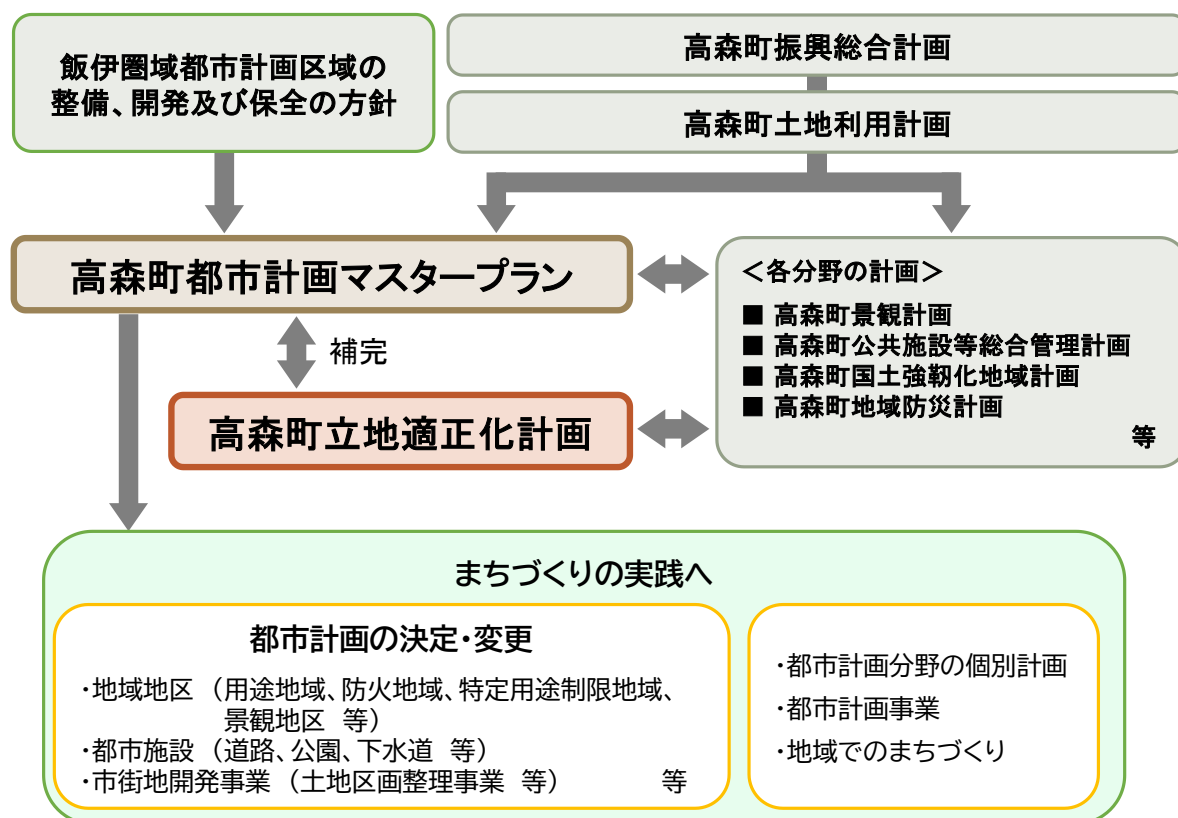 飯伊圏域都市計画区域の
整備、開発及び保全の方針
高森町振興総合計画
高森町土地利用計画
高森町都市計画マスタープラン
補完
高森町立地適正化計画
＜各分野の計画＞
■ 高森町景観計画
■ 高森町公共施設等総合管理計画
■ 高森町国土強靭化地域計画
■ 高森町地域防災計画
等
まちづくりの実践へ
都市計画の決定・変更
・地域地区 （用途地域、防火地域、特定用途制限地域、
景観地区 等）
・都市施設 （道路、公園、下水道 等）
・市街地開発事業 （土地区画整理事業 等） 等
・都市計画分野の個別計画
・都市計画事業
・地域でのまちづくり